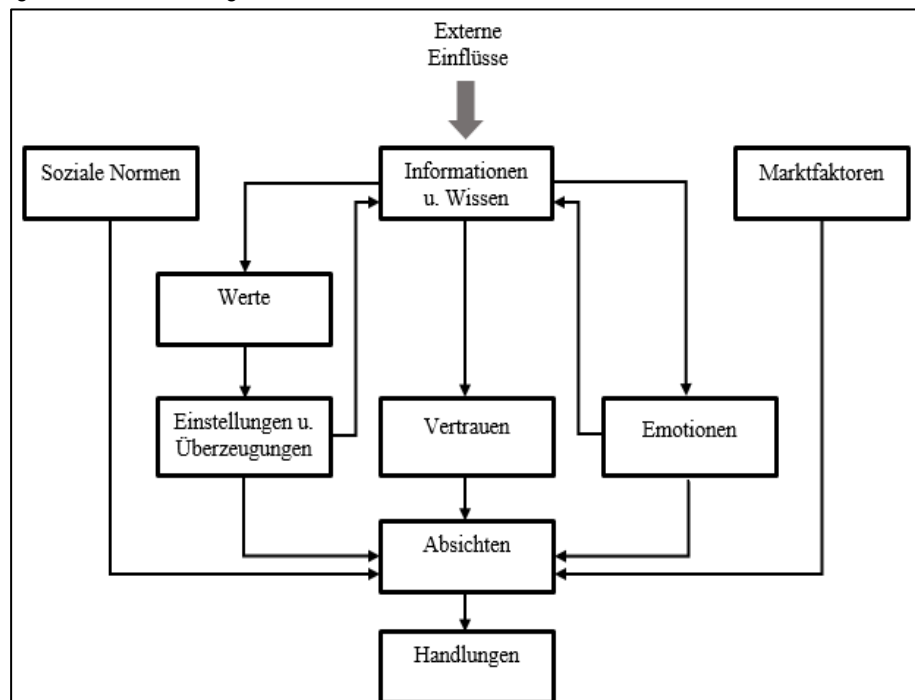 Externe
Einflüsse
Soziale Normen
Informationen
u. Wissen
Marktfaktoren
Werte
Einstellungen u.
Überzeugungen
Vertrauen
Emotionen
Absichten
Handlungen